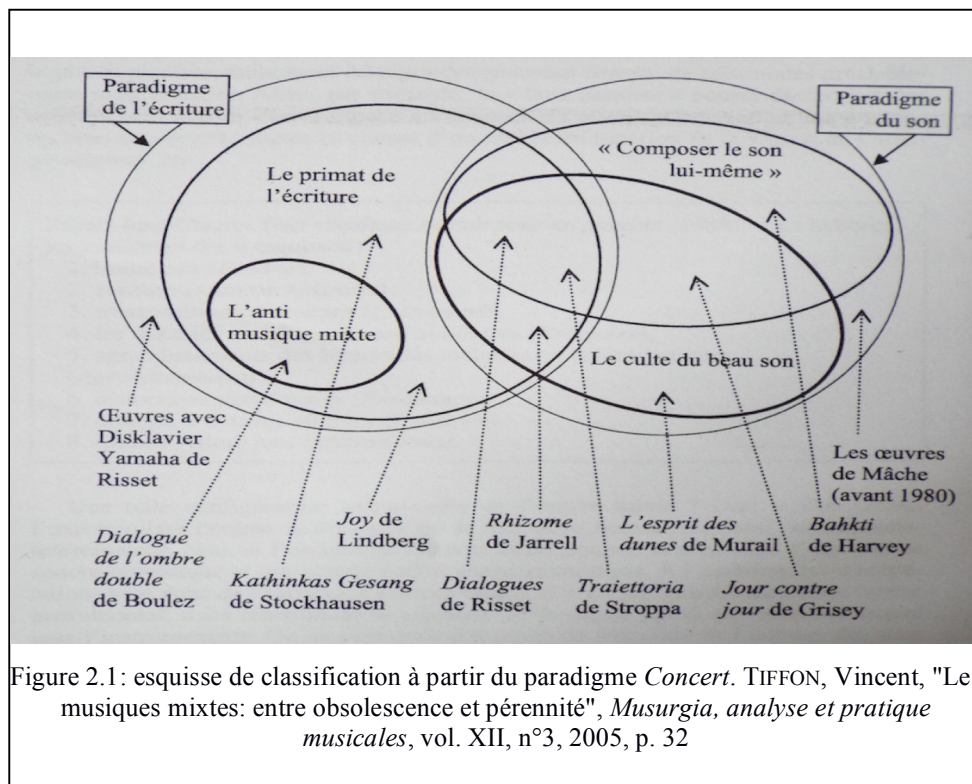 Paradigme
de l'écriture
Paradigme
du son
« Composer le son
lui-même »
Le primat de
l'écriture
L'anti
musique mixte
Le culte du beau son
Œuvres avec
Disklavier
Yamaha de
Risset
Les œuvres
de Mâche
(avant 1980)
Dialogue
de l'ombre
double
de Boulez
Kathinkas Gesang
de Stockhausen
Joy de
Lindberg
Dialogues
de Risset
Rhizome
de Jarrell
Traiettoria
de Stroppa
L'esprit des
dunes de Murail
Jour contre
jour de Grisey
Bahkti
de Harvey
Figure 2.1: esquisse de classification à partir du paradigme Concert. TIFFON, Vincent, "Le
musiques mixtes: entre obsolescence et pérennité", Musurgia, analyse et pratique
musicales, vol. XII, n°3, 2005, p. 32